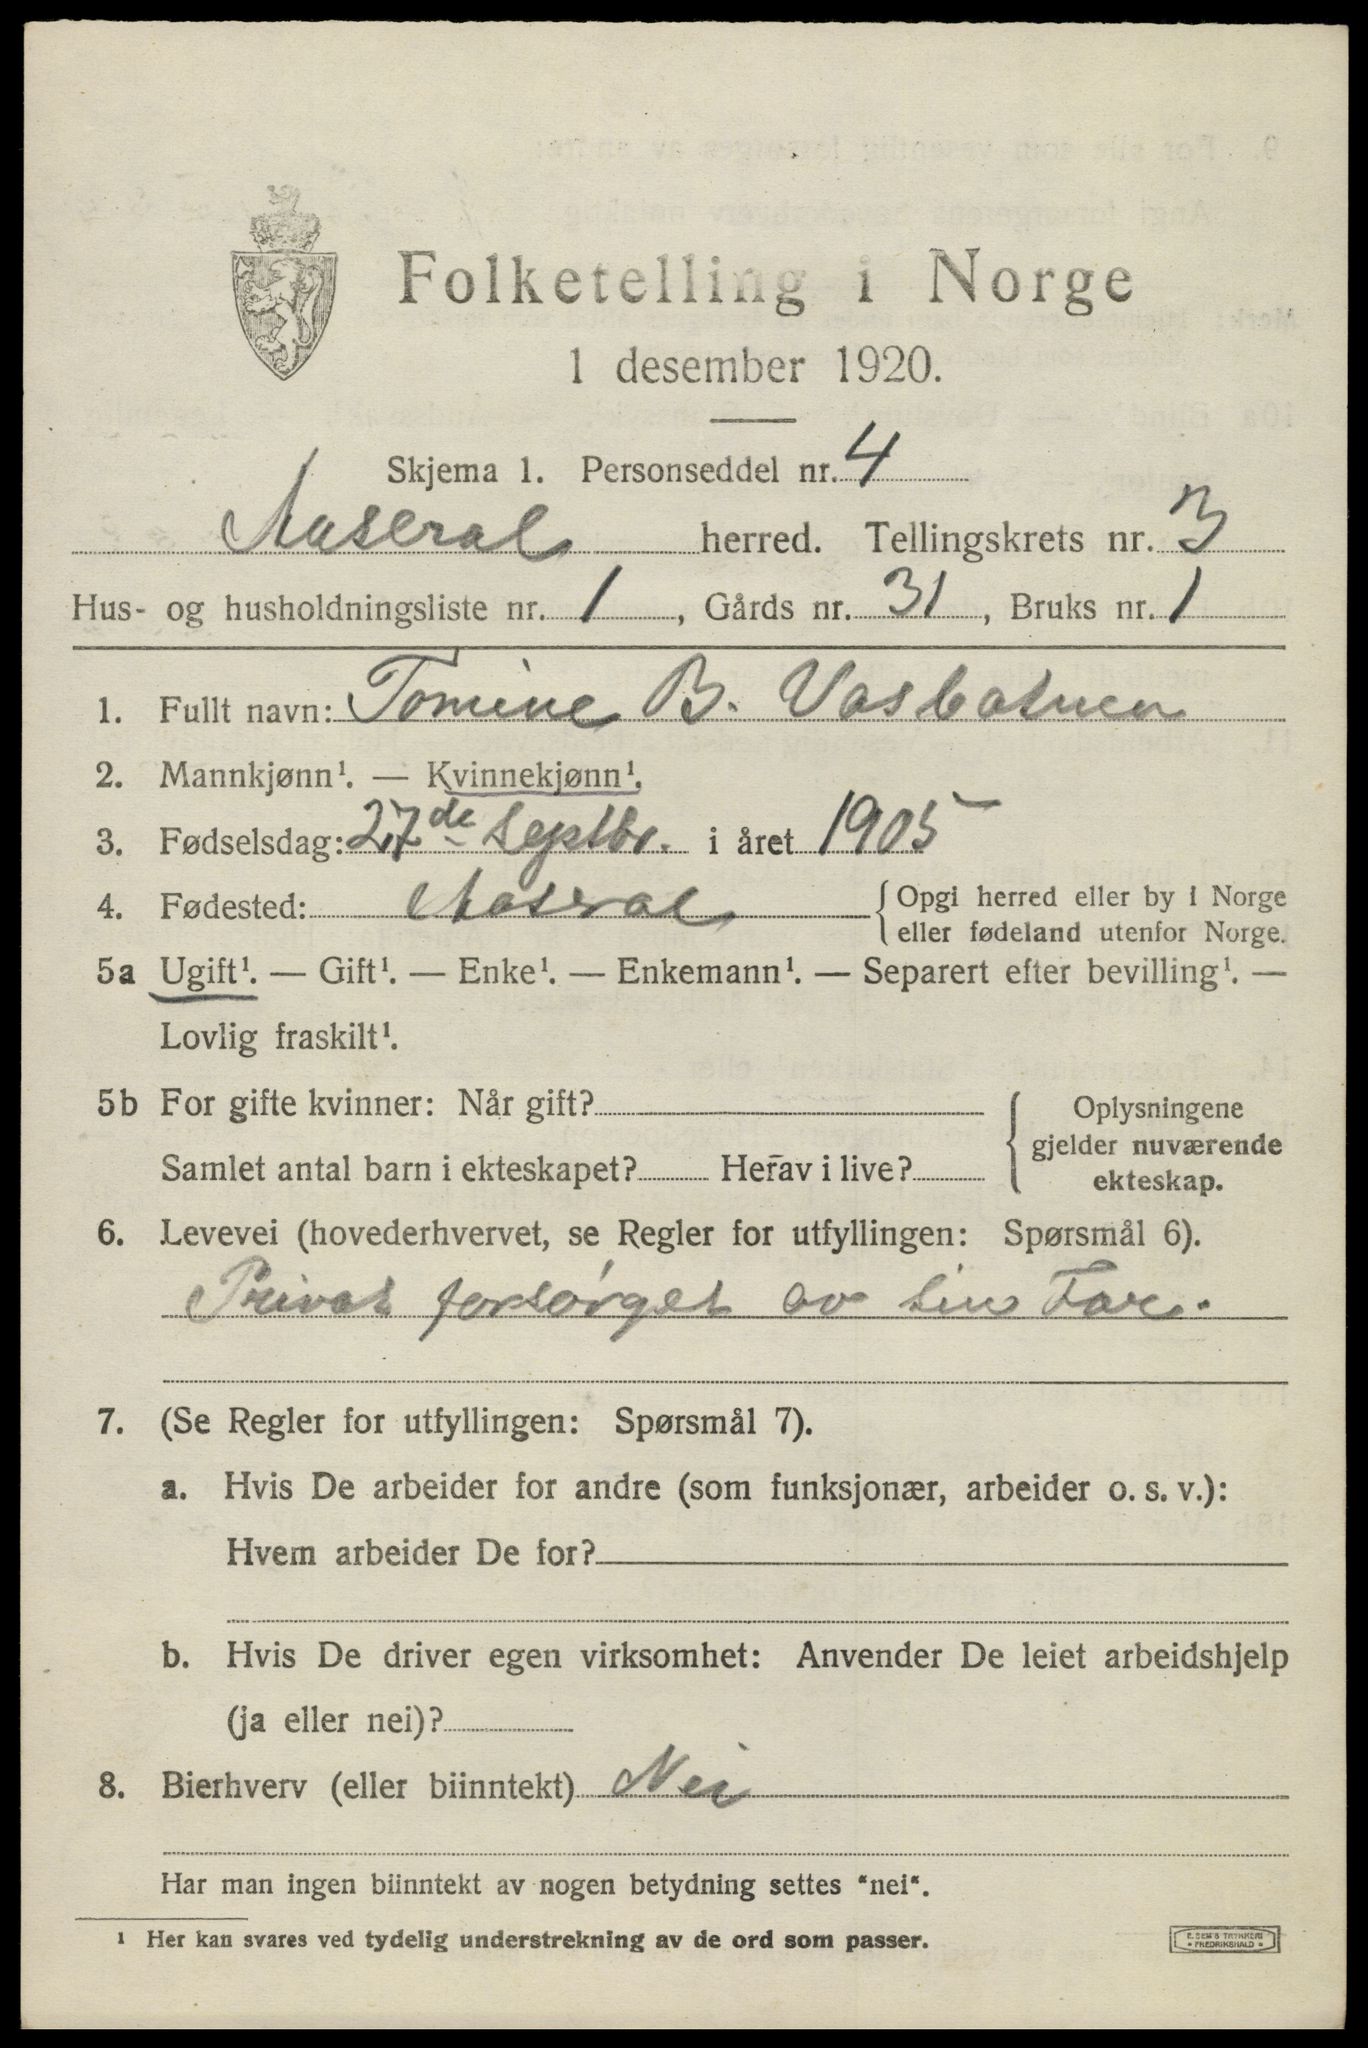 Folketelling i Norge
1 desember 1920.
Skjema 1. Personseddel nr. 4
Aaseral herred. Tellingskrets nr. 3
Hus- og husholdningsliste nr. 1, Gårds nr. 31, Bruks nr. 1
1. Fullt navn: Tomine B. Vasbotnen
2. Mannkjønn¹. — Kvinnekjønn¹.
3. Fødselsdag: 27de Septbr. i året 1905
4. Fødested: Aaseral {Opgi herred eller by i Norge
eller fødeland utenfor Norge.
5a Ugift¹. — Gift¹. — Enke¹. — Enkemann¹. — Separert efter bevilling¹. —
Lovlig fraskilt¹.
5b For gifte kvinner: Når gift? { Oplysningene
gjelder nuværende
Samlet antal barn i ekteskapet? Herav i live? ekteskap.
6. Levevei (hovederhvervet, se Regler for utfyllingen: Spørsmål 6).
Privat forsørget av sin Far.
7. (Se Regler for utfyllingen: Spørsmål 7).
a. Hvis De arbeider for andre (som funksjonær, arbeider o. s. v.):
Hvem arbeider De for?
b. Hvis De driver egen virksomhet: Anvender De leiet arbeidshjelp
(ja eller nei)?
8. Bierhverv (eller biinntekt) Nei
Har man ingen biinntekt av nogen betydning settes "nei".
¹ Her kan svares ved tydelig understrekning av de ord som passer.
E. SEM'S TRYKKERI
FREDRIKSHALD